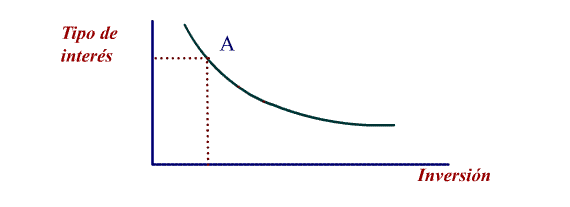 Tipo de
interés
A
Inversión